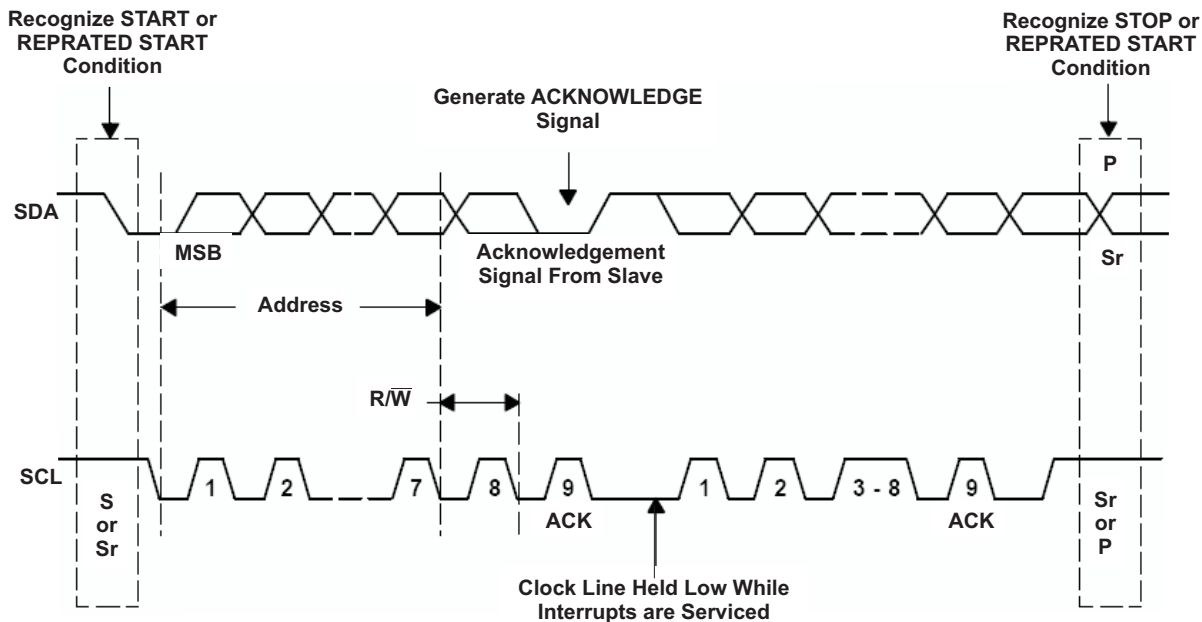 Recognize START or
REPRATED START
Condition
Recognize STOP or
REPRATED START
Condition
Generate ACKNOWLEDGE
Signal
P
SDA
MSB
Acknowledgement
Signal From Slave
Sr
Address
R/W̅
SCL
1
2
7
8
9
1
2
3 - 8
9
ACK
ACK
S
or
Sr
Sr
or
P
Clock Line Held Low While
Interrupts are Serviced